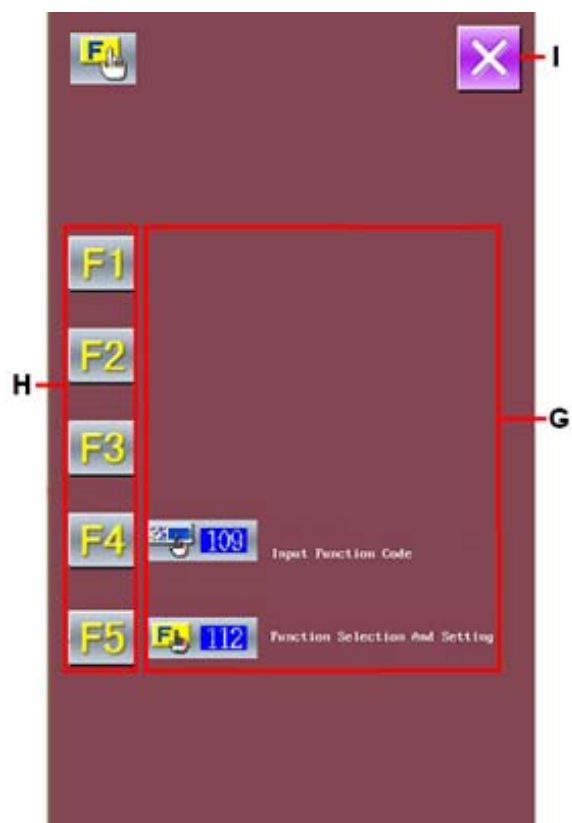 F
I
F1
F2
H
G
F3
F4 109 Input Function Code
F5 F 112 Function Selection And Setting